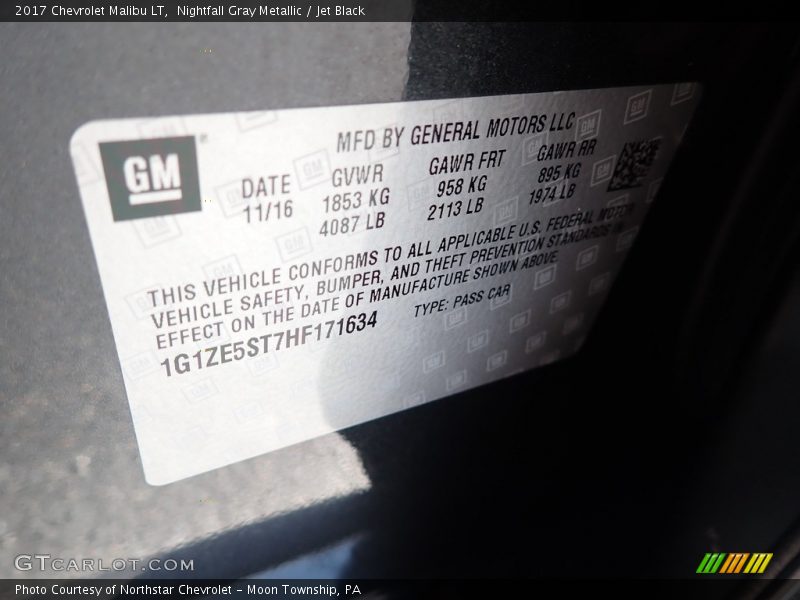 2017 Chevrolet Malibu LT, Nightfall Gray Metallic / Jet Black
GM
MFD BY GENERAL MOTORS LLC
DATE GVWR GAWR FRT GAWR RR
11/16 1853 KG 958 KG 895 KG
4087 LB 2113 LB 1974 LB
THIS VEHICLE CONFORMS TO ALL APPLICABLE U.S. FEDERAL MOTOR
VEHICLE SAFETY, BUMPER, AND THEFT PREVENTION STANDARDS IN
EFFECT ON THE DATE OF MANUFACTURE SHOWN ABOVE.
1G1ZE5ST7HF171634 TYPE: PASS CAR
GTCARLOT.COM
Photo Courtesy of Northstar Chevrolet - Moon Township, PA